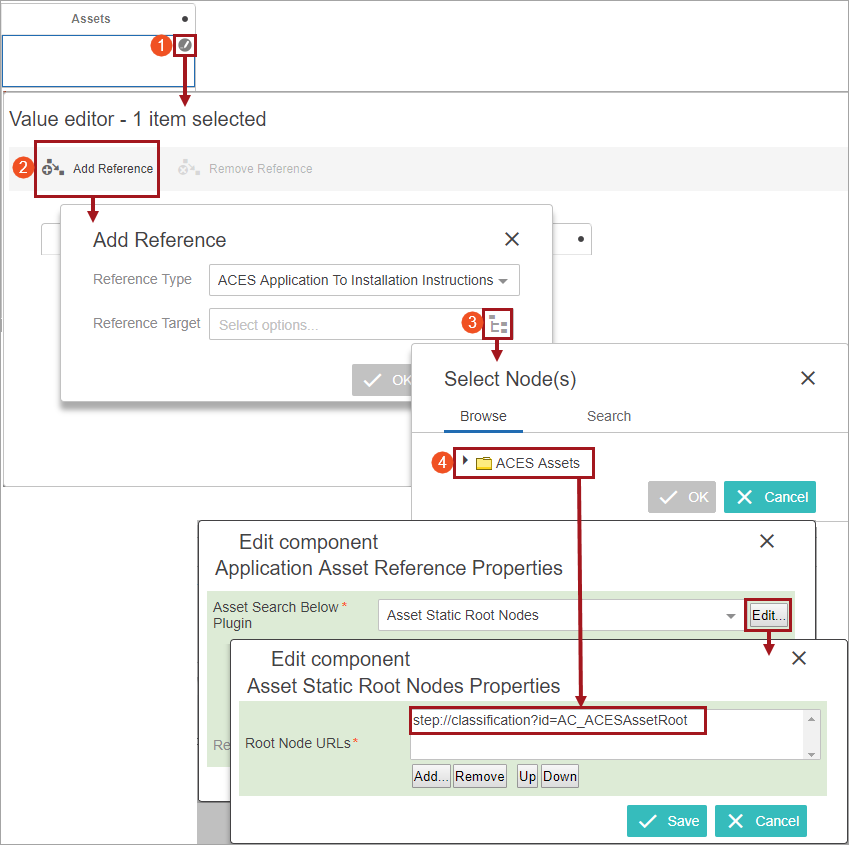 Assets
1
Value editor - 1 item selected
2
Add Reference
Remove Reference
Add Reference
Reference Type
ACES Application To Installation Instructions
Reference Target
Select options...
3
OK
Select Node(s)
Browse
Search
4
ACES Assets
OK
Cancel
Edit component
Application Asset Reference Properties
Asset Search Below *
Plugin
Asset Static Root Nodes
Edit...
Edit component
Asset Static Root Nodes Properties
Re
Root Node URLs *
step://classification?id=AC_ACESAssetRoot
Add...
Remove
Up
Down
Save
Cancel